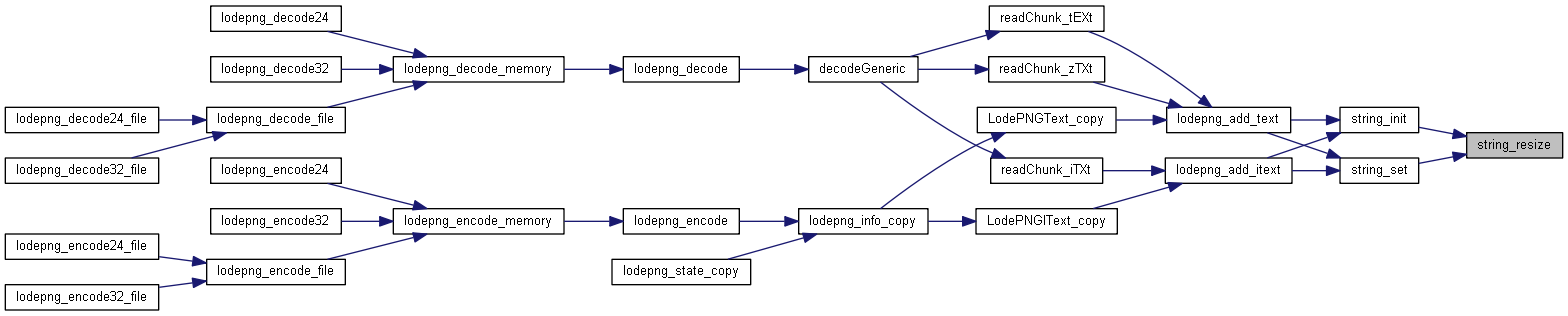 lodepng_decode24
readChunk_tEXt
lodepng_decode32
lodepng_decode_memory
lodepng_decode
decodeGeneric
readChunk_zTXt
lodepng_decode24_file
lodepng_decode_file
LodePNGText_copy
lodepng_add_text
string_init
string_resize
lodepng_decode32_file
lodepng_encode24
readChunk_iTXt
lodepng_add_itext
string_set
lodepng_encode32
lodepng_encode_memory
lodepng_encode
lodepng_info_copy
LodePNGIText_copy
lodepng_encode24_file
lodepng_encode_file
lodepng_state_copy
lodepng_encode32_file